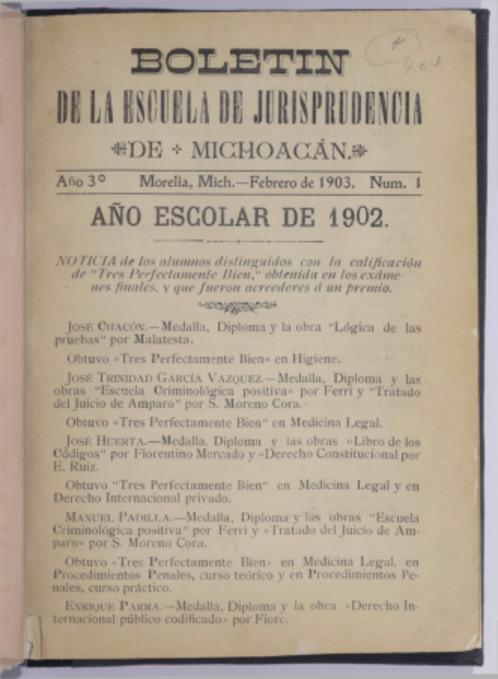 BOLETIN
DE LA ESCUELA DE JURISPRUDENCIA
DE MICHOACÁN.
Año 3º Morelia, Mich.—Febrero de 1903. Num. 1
AÑO ESCOLAR DE 1902.
NOTICIA de los alumnos distinguidos con la calificación
de "Tres Perfectamente Bien," obtenida en los exáme-
nes finales, y que fueron acreedores á un premio.
JOSÉ CHACÓN.—Medalla, Diploma y la obra "Lógica de las
pruebas" por Malatesta.
Obtuvo «Tres Perfectamente Bien« en Higiene.
JOSÉ TRINIDAD GARCÍA VAZQUEZ.—Medalla, Diploma y las
obras "Escuela Criminológica positiva« por Ferri y "Tratado
del Juicio de Amparo" por S. Moreno Cora.
Obtuvo «Tres Perfectamente Bien" en Medicina Legal.
JOSÉ HUERTA.—Medalla, Diploma y las obras «Libro de los
Códigos" por Florentino Mercado y «Derecho Constitucional por
E. Ruiz.
Obtuvo "Tres Perfectamente Bien" en Medicina Legal y en
Derecho Internacional privado.
MANUEL PADILLA.—Medalla, Diploma y las obras "Escuela
Criminológica positiva" por Ferri y «Tratado del Juicio de Am-
paro» por S. Moreno Cora.
Obtuvo «Tres Perfectamente Bien» en Medicina Legal, en
Procedimientos Penales, curso teórico y en Procedimientos Pe-
nales, curso práctico.
ENRIQUE PARRA.—Medalla, Diploma y la obra «Derecho In-
ternacional público codificado» por Fiore.